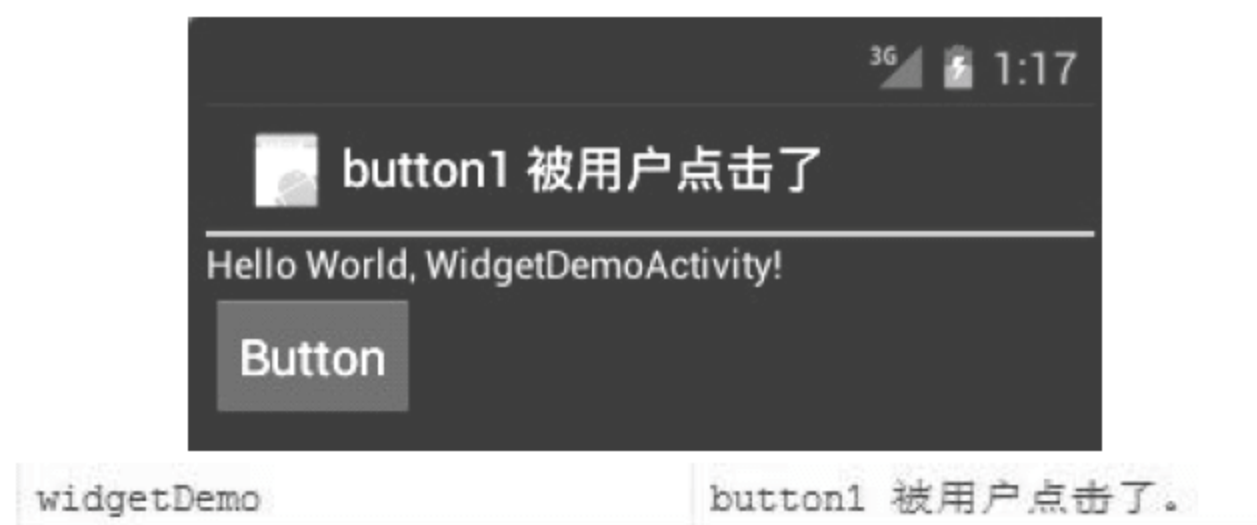 3G 1:17
button1 被用户点击了
Hello World, WidgetDemoActivity!
Button
widgetDemo button1 被用户点击了。